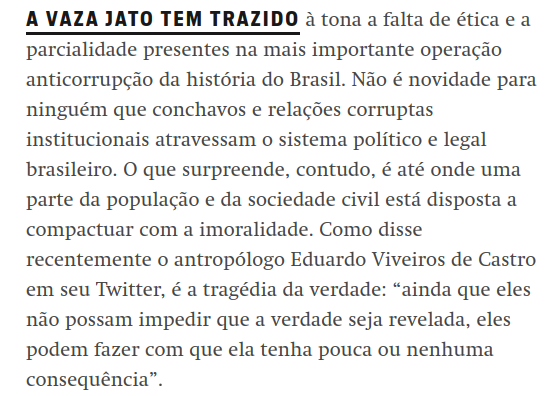 A VAZA JATO TEM TRAZIDO à tona a falta de ética e a
parcialidade presentes na mais importante operação
anticorrupção da história do Brasil. Não é novidade para
ninguém que conchavos e relações corruptas
institucionais atravessam o sistema político e legal
brasileiro. O que surpreende, contudo, é até onde uma
parte da população e da sociedade civil está disposta a
compactuar com a imoralidade. Como disse
recentemente o antropólogo Eduardo Viveiros de Castro
em seu Twitter, é a tragédia da verdade: “ainda que eles
não possam impedir que a verdade seja revelada, eles
podem fazer com que ela tenha pouca ou nenhuma
consequência”.